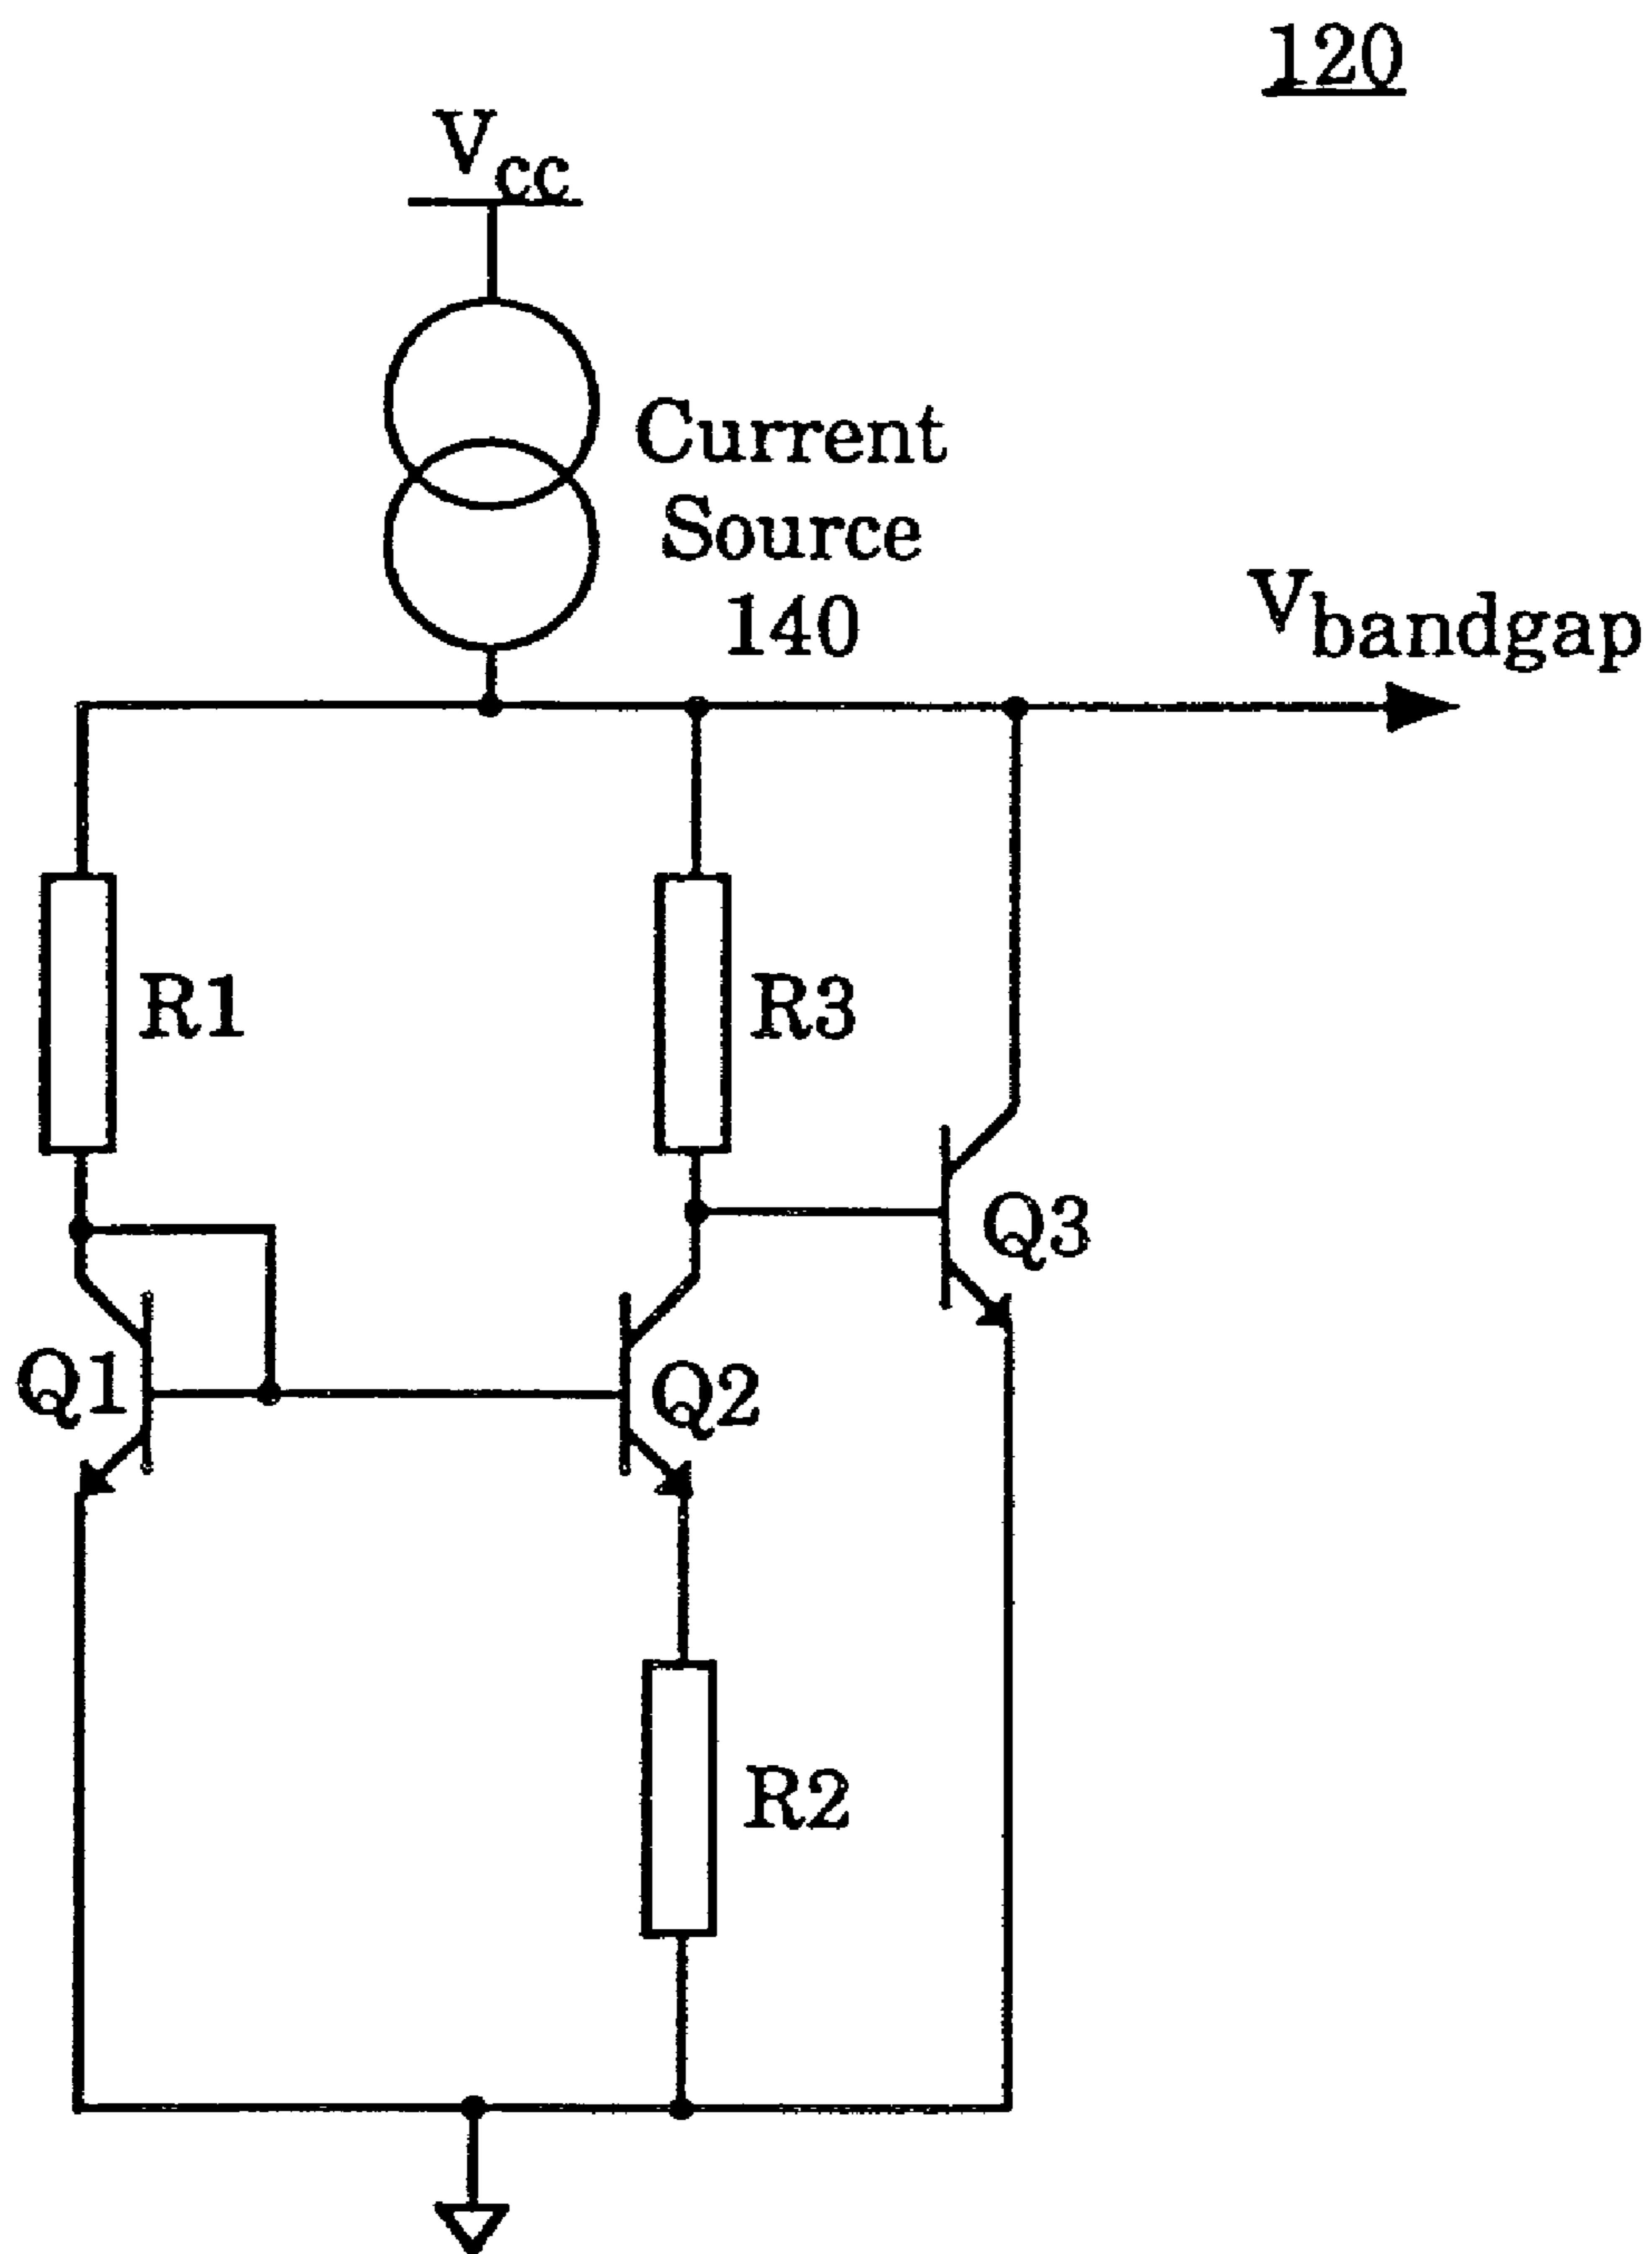 120
Vcc
Current
Source
140
Vbandgap
R1
R3
Q3
Q1
Q2
R2